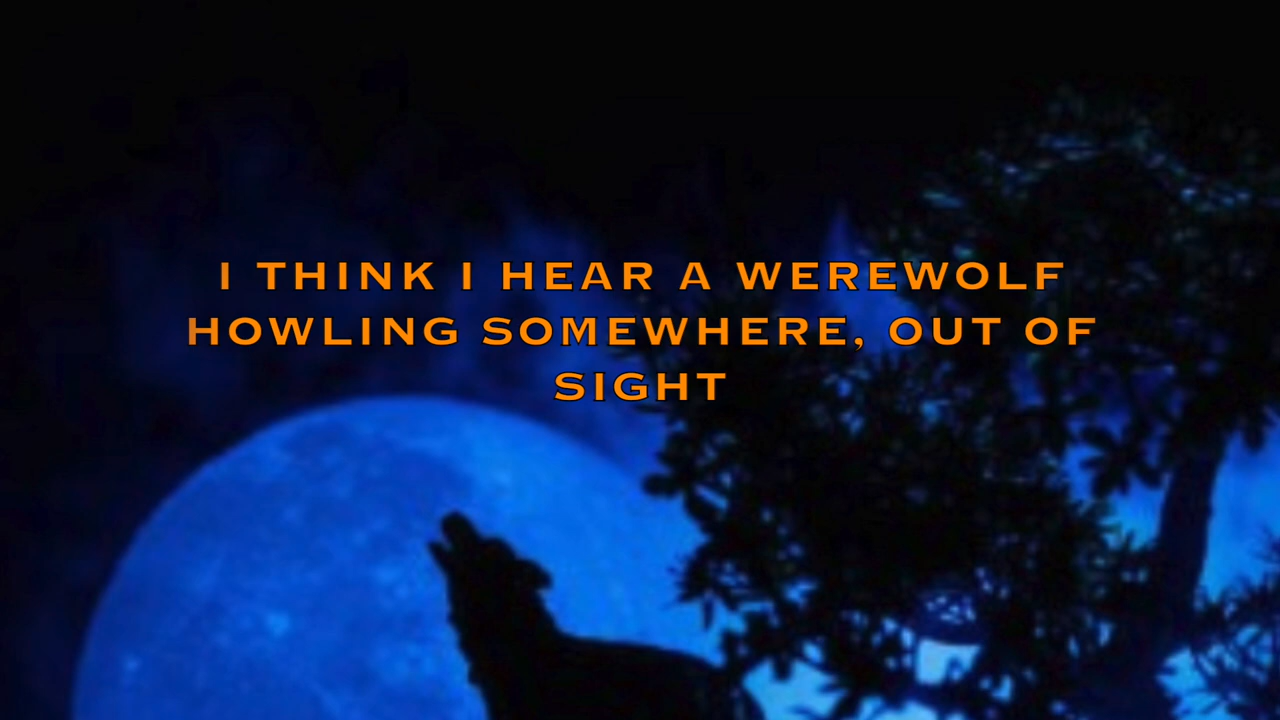 I THINK I HEAR A WEREWOLF
HOWLING SOMEWHERE, OUT OF
SIGHT